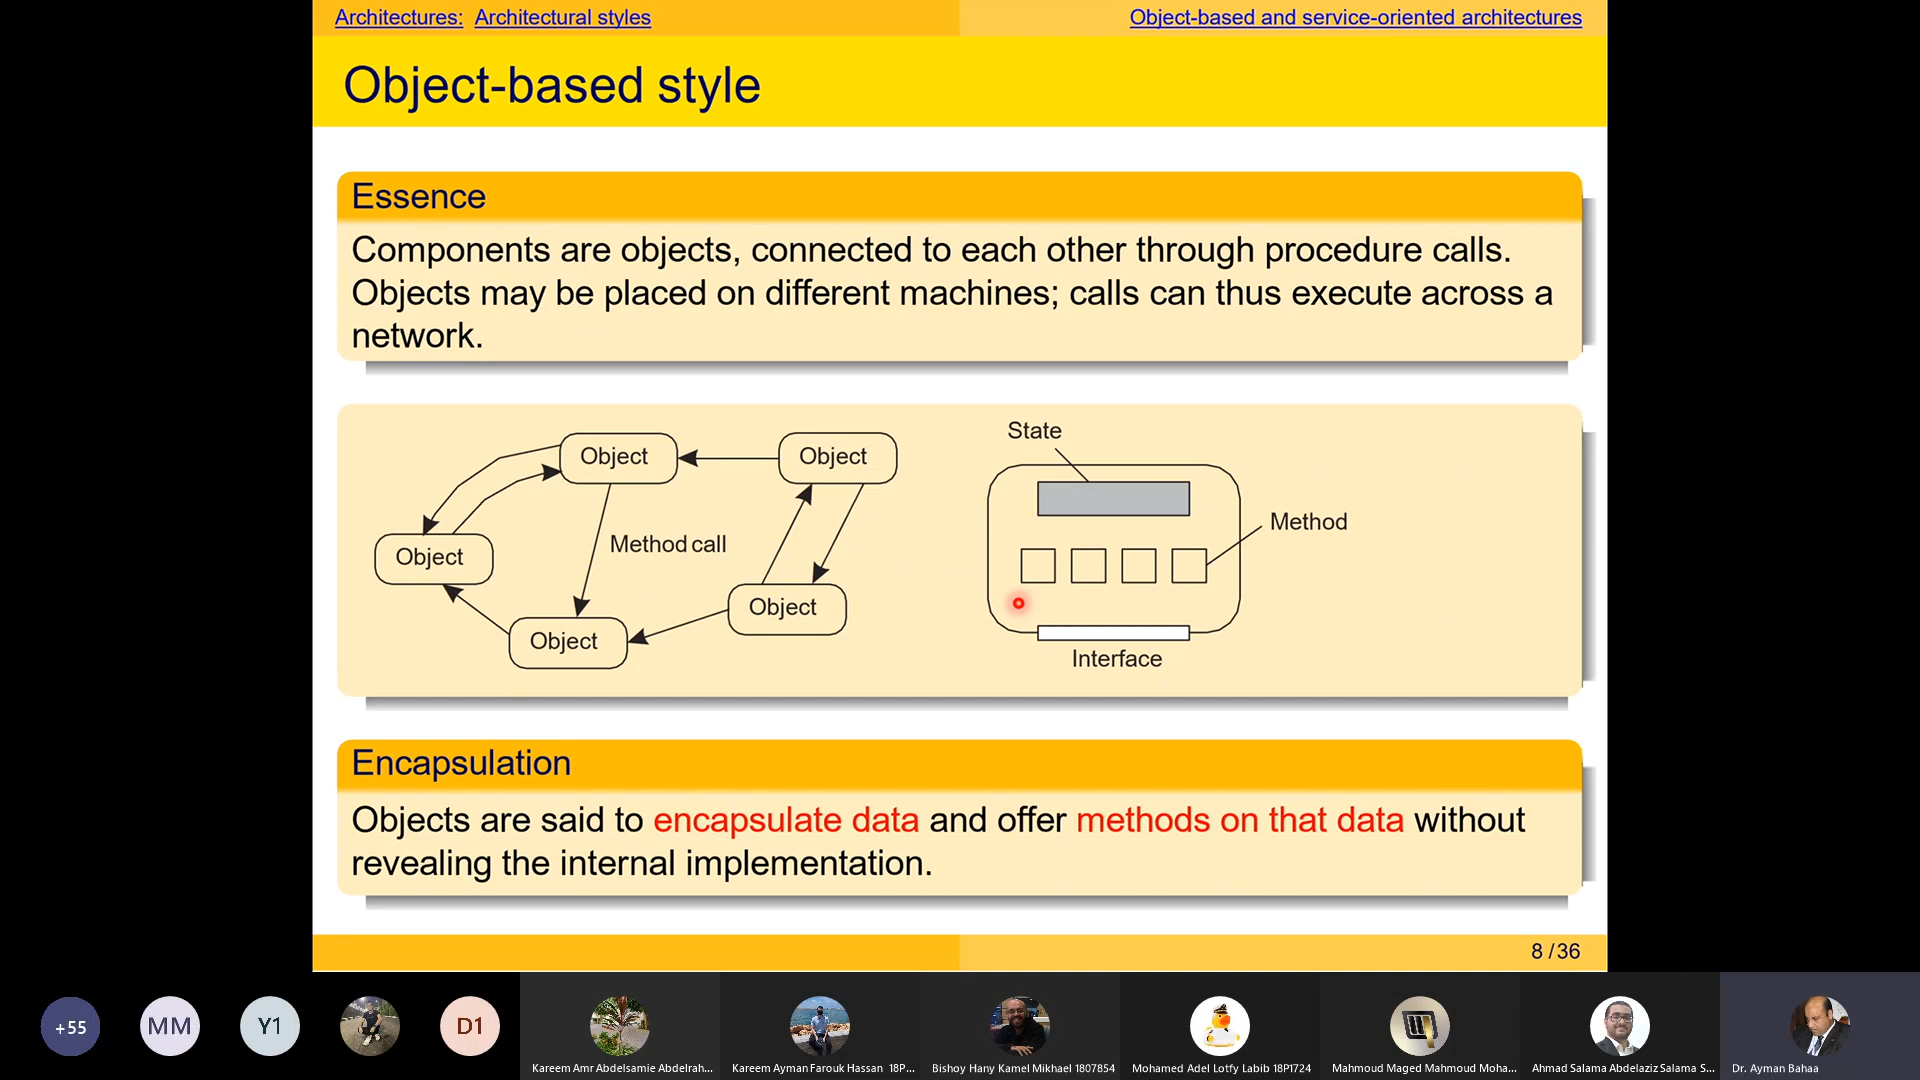 Architectures: Architectural styles
Object-based and service-oriented architectures
Object-based style
Essence
Components are objects, connected to each other through procedure calls.
Objects may be placed on different machines; calls can thus execute across a
network.
Object
Object
Object
Method call
Object
Object
State
Method
Interface
Encapsulation
Objects are said to encapsulate data and offer methods on that data without
revealing the internal implementation.
8 / 36
+55
MM
Y1
D1
Kareem Amr Abdelsamie Abdelrah...
Kareem Ayman Farouk Hassan 18P...
Bishoy Hany Kamel Mikhael 1807854
Mohamed Adel Lotfy Labib 18P1724
Mahmoud Maged Mahmoud Moha...
Ahmad Salama Abdelaziz Salama S...
Dr. Ayman Bahaa